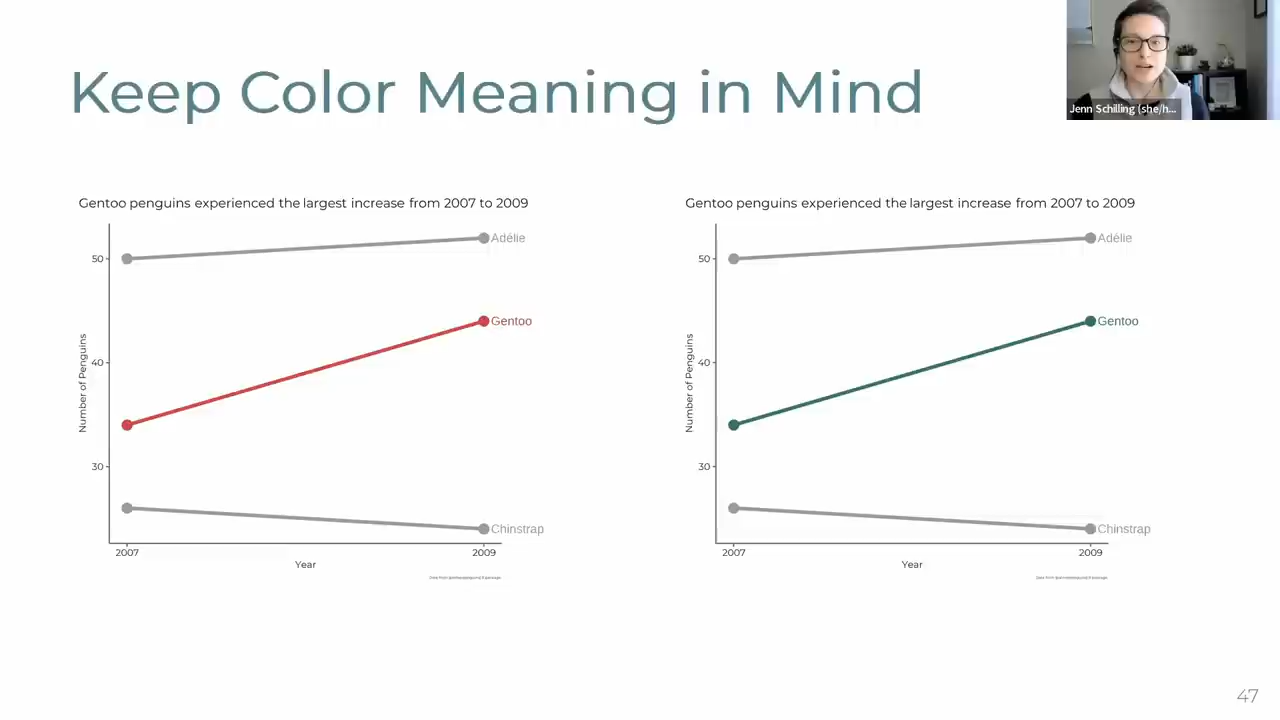 Keep Color Meaning in Mind
Jenn Schilling (she/h...
Gentoo penguins experienced the largest increase from 2007 to 2009
Adélie
50
Gentoo
40
Number of Penguins
30
Chinstrap
2007
2009
Year
Gentoo penguins experienced the largest increase from 2007 to 2009
Adélie
50
Gentoo
40
Number of Penguins
30
Chinstrap
2007
2009
Year
47